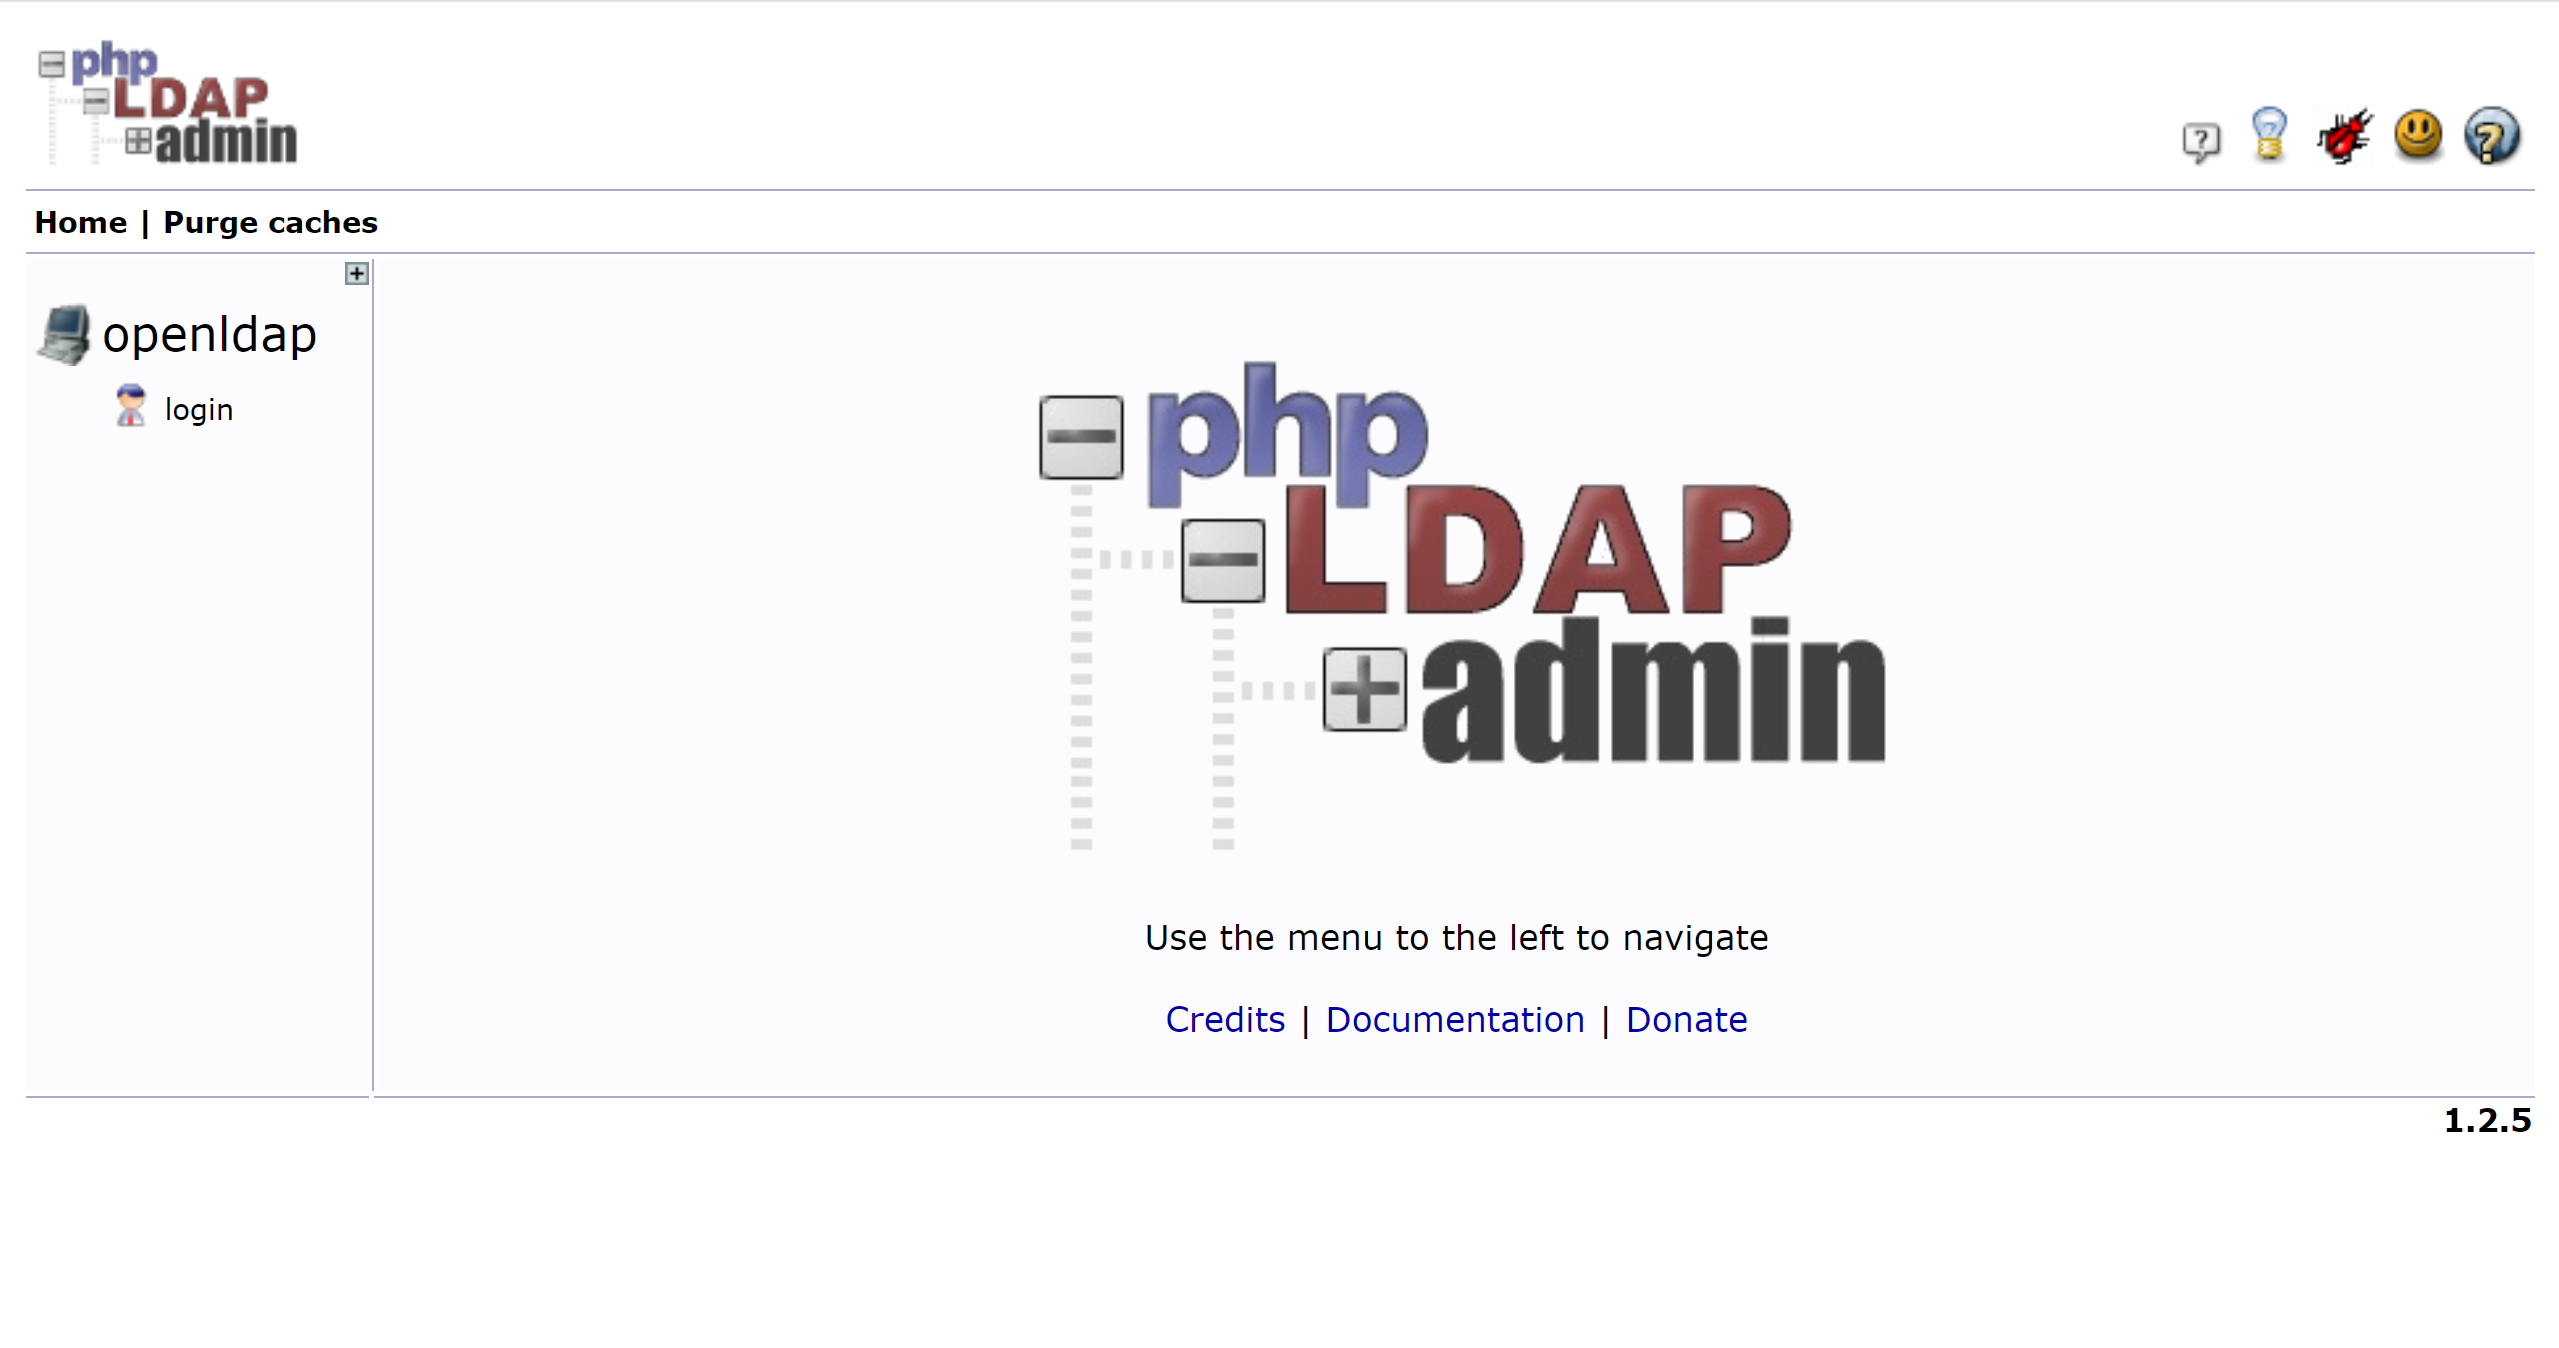 php
LDAP
admin
Home | Purge caches
openldap
login
php
LDAP
admin
Use the menu to the left to navigate
Credits | Documentation | Donate
1.2.5